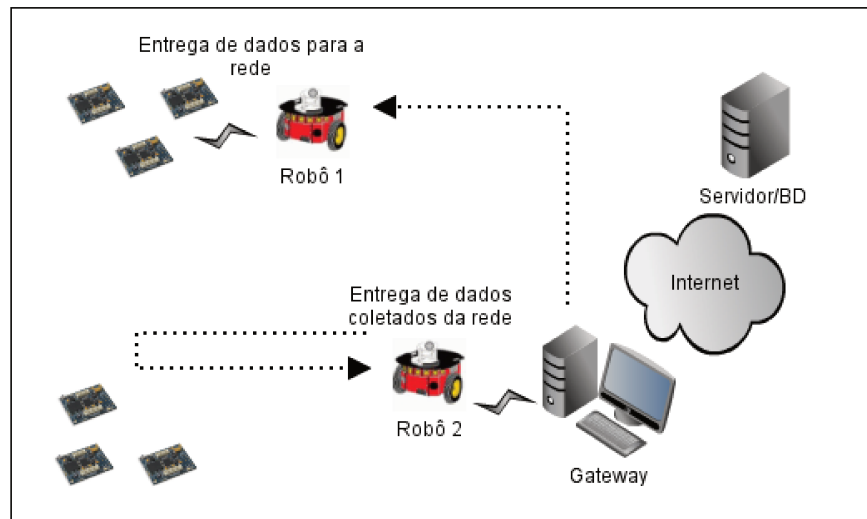 Entrega de dados para a
rede
Robô 1
Servidor/BD
Internet
Entrega de dados
coletados da rede
Robô 2
Gateway